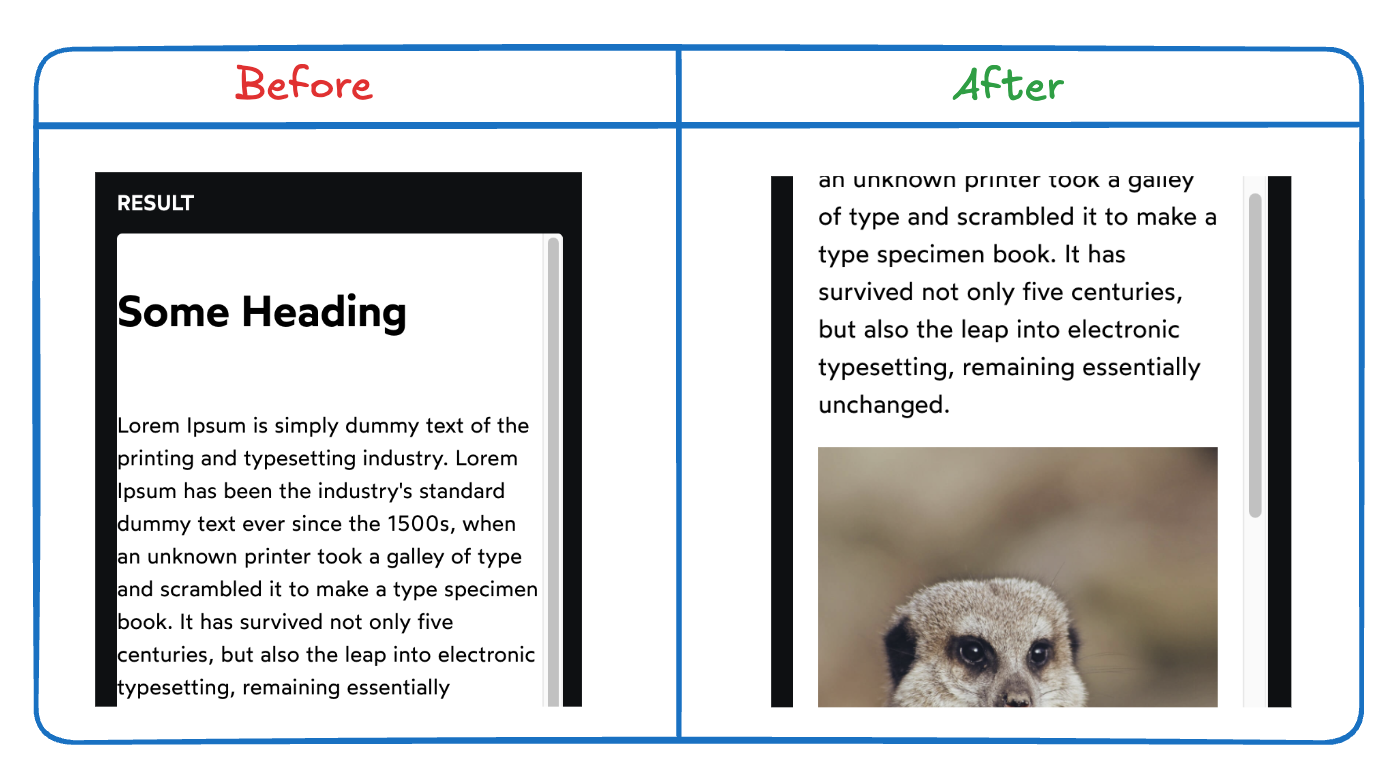 Before
After
RESULT
Some Heading
Lorem Ipsum is simply dummy text of the
printing and typesetting industry. Lorem
Ipsum has been the industry's standard
dummy text ever since the 1500s, when
an unknown printer took a galley of type
and scrambled it to make a type specimen
book. It has survived not only five
centuries, but also the leap into electronic
typesetting, remaining essentially
an unknown printer took a galley
of type and scrambled it to make a
type specimen book. It has
survived not only five centuries,
but also the leap into electronic
typesetting, remaining essentially
unchanged.